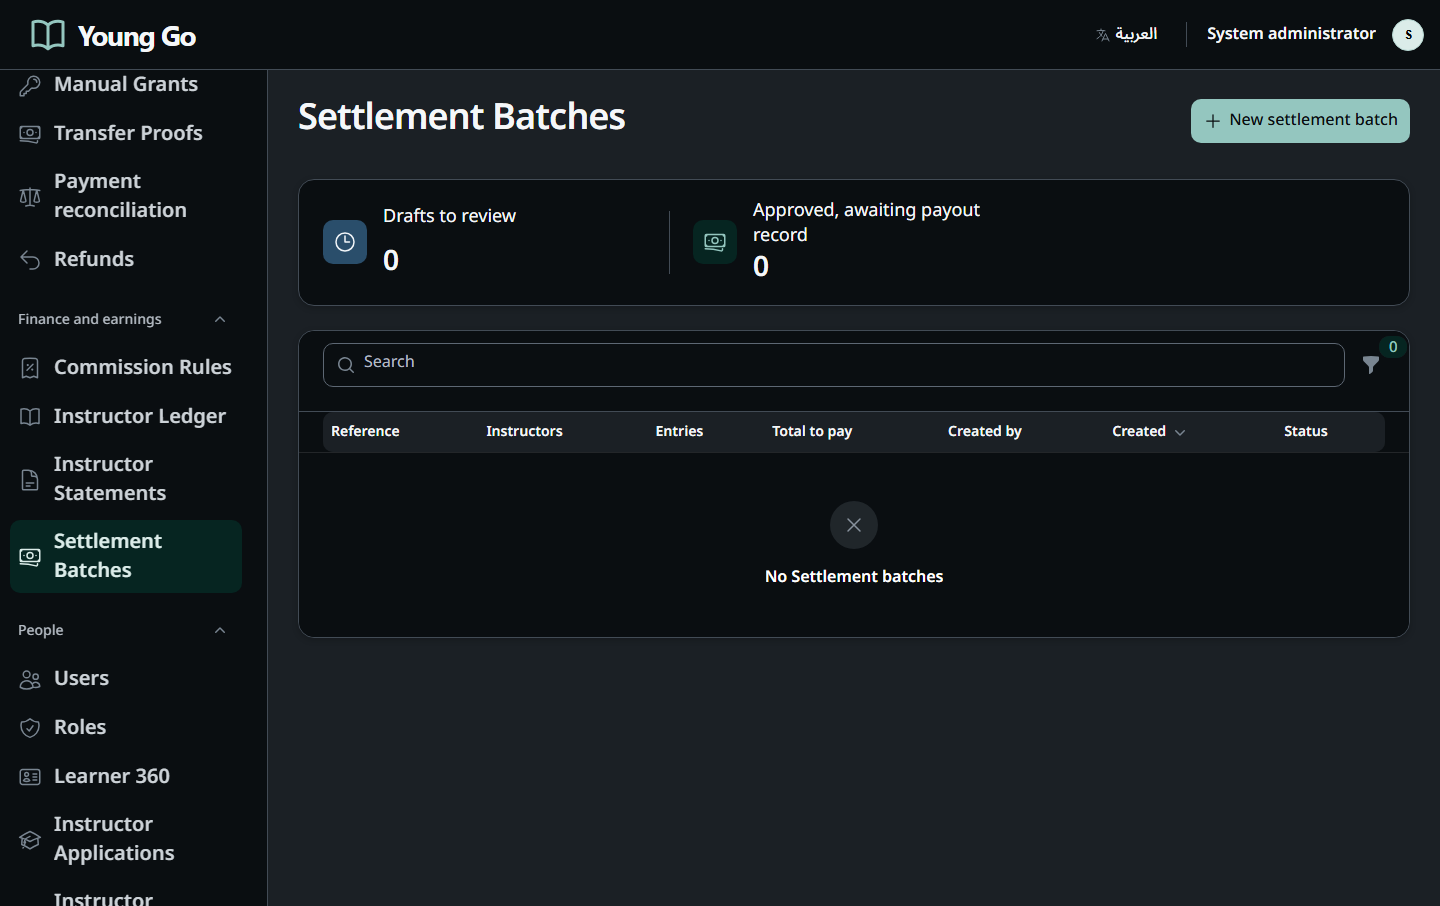 Young Go
العربية
System administrator
S
Manual Grants
Transfer Proofs
Payment
reconciliation
Refunds
Finance and earnings
Commission Rules
Instructor Ledger
Instructor
Statements
Settlement
Batches
People
Users
Roles
Learner 360
Instructor
Applications
Instructor
Settlement Batches
New settlement batch
Drafts to review
0
Approved, awaiting payout
record
0
Search
0
Reference Instructors Entries Total to pay Created by Created Status
No Settlement batches